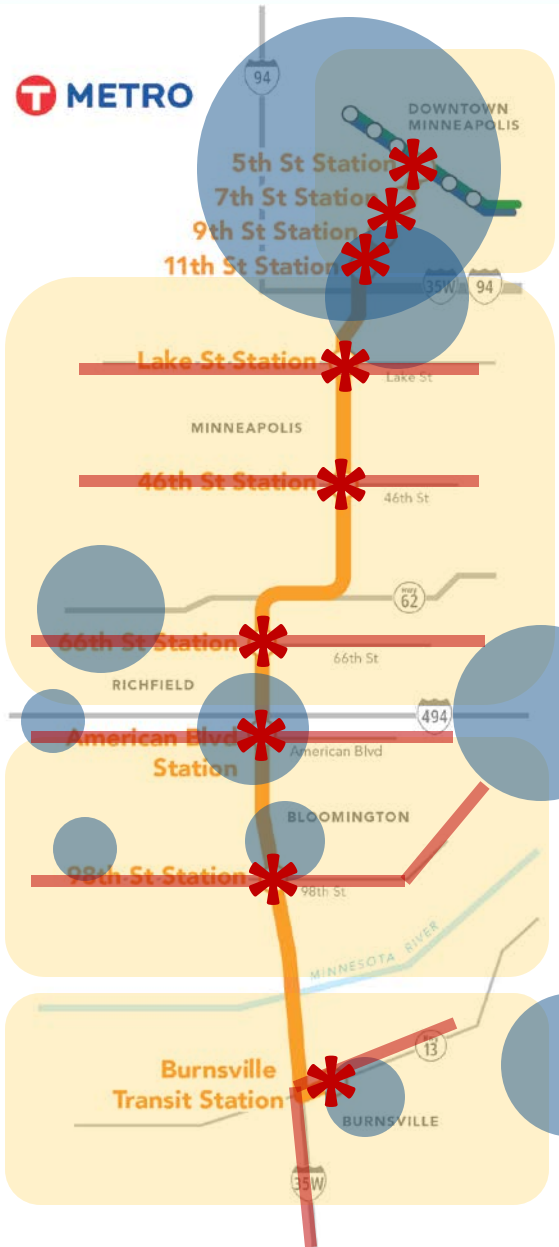 94
T METRO
DOWNTOWN
MINNEAPOLIS
5th St Station
7th St Station
9th St Station
11th St Station
35W
94
Lake St Station
Lake St
MINNEAPOLIS
46th St Station
46th St
HWY
62
66th St Station
66th St
RICHFIELD
494
American Blvd
Station
American Blvd
BLOOMINGTON
98th St Station
98th St
MINNESOTA RIVER
13
Burnsville
Transit Station
BURNSVILLE
35W